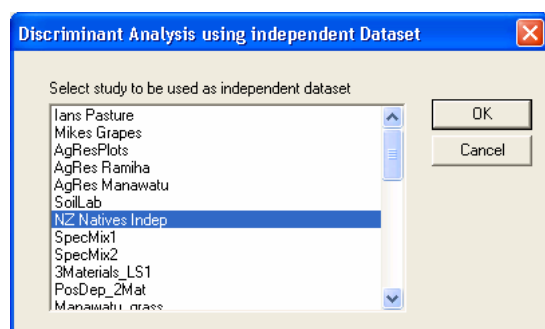 Discriminant Analysis using independent Dataset
Select study to be used as independent dataset
Ians Pasture
Mikes Grapes
AgResPlots
AgRes Ramiha
AgRes Manawatu
SoilLab
NZ Natives Indep
SpecMix1
SpecMix2
3Materials_LS1
PosDep_2Mat
Manawatu_grass
OK
Cancel